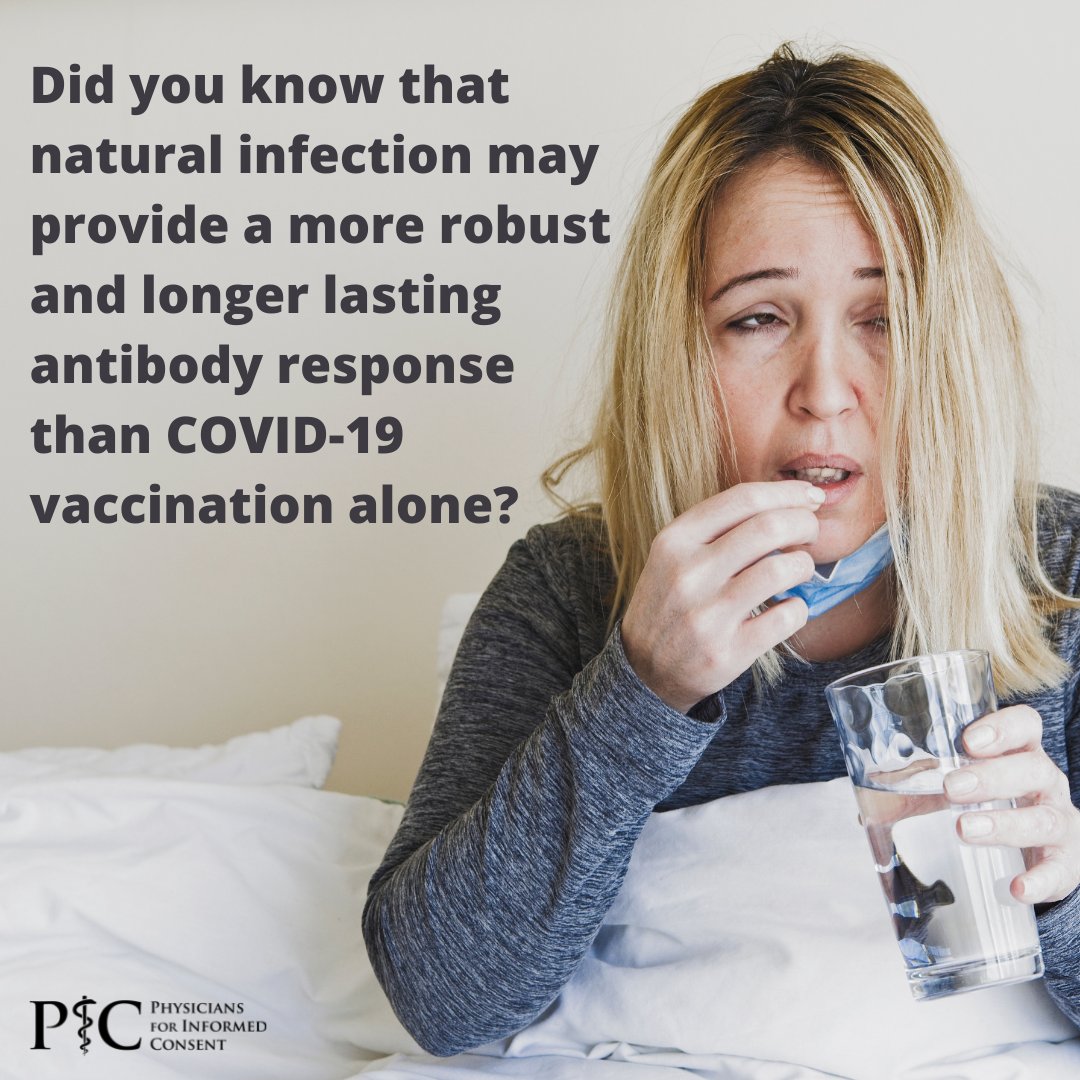 Did you know that
natural infection may
provide a more robust
and longer lasting
antibody response
than COVID-19
vaccination alone?
PIC PHYSICIANS
FOR INFORMED
CONSENT